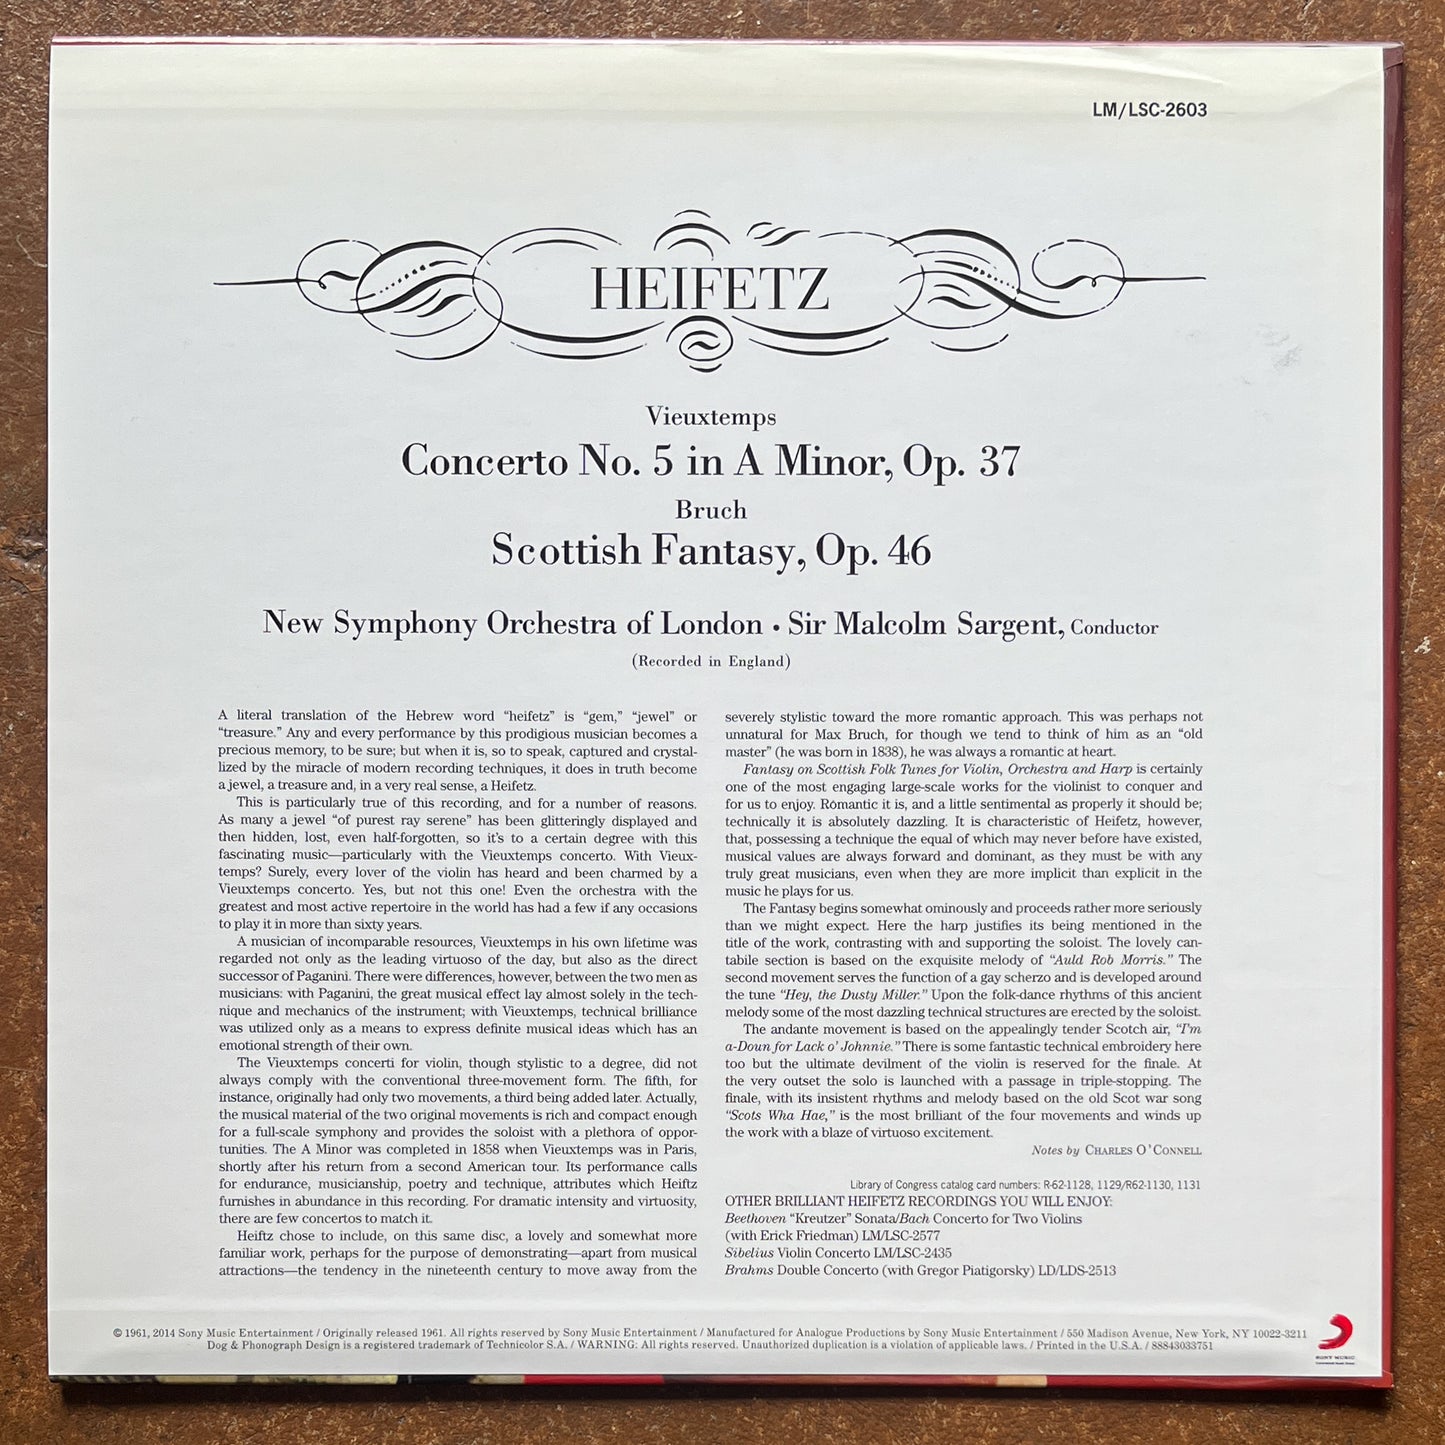 LM/LSC-2603
HEIFETZ
Vieuxtemps
Concerto No. 5 in A Minor, Op. 37
Bruch
Scottish Fantasy, Op. 46
New Symphony Orchestra of London • Sir Malcolm Sargent, Conductor
(Recorded in England)
A literal translation of the Hebrew word “heifetz” is “gem,” “jewel” or
“treasure.” Any and every performance by this prodigious musician becomes a
precious memory, to be sure; but when it is, so to speak, captured and crystal-
lized by the miracle of modern recording techniques, it does in truth become
a jewel, a treasure and, in a very real sense, a Heifetz.
This is particularly true of this recording, and for a number of reasons.
As many a jewel “of purest ray serene” has been glitteringly displayed and
then hidden, lost, even half-forgotten, so it’s to a certain degree with this
fascinating music—particularly with the Vieuxtemps concerto. With Vieux-
temps? Surely, every lover of the violin has heard and been charmed by a
Vieuxtemps concerto. Yes, but not this one! Even the orchestra with the
greatest and most active repertoire in the world has had a few if any occasions
to play it in more than sixty years.
A musician of incomparable resources, Vieuxtemps in his own lifetime was
regarded not only as the leading virtuoso of the day, but also as the direct
successor of Paganini. There were differences, however, between the two men as
musicians: with Paganini, the great musical effect lay almost solely in the tech-
nique and mechanics of the instrument; with Vieuxtemps, technical brilliance
was utilized only as a means to express definite musical ideas which has an
emotional strength of their own.
The Vieuxtemps concerti for violin, though stylistic to a degree, did not
always comply with the conventional three-movement form. The fifth, for
instance, originally had only two movements, a third being added later. Actually,
the musical material of the two original movements is rich and compact enough
for a full-scale symphony and provides the soloist with a plethora of oppor-
tunities. The A Minor was completed in 1858 when Vieuxtemps was in Paris,
shortly after his return from a second American tour. Its performance calls
for endurance, musicianship, poetry and technique, attributes which Heiftz
furnishes in abundance in this recording. For dramatic intensity and virtuosity,
there are few concertos to match it.
Heiftz chose to include, on this same disc, a lovely and somewhat more
familiar work, perhaps for the purpose of demonstrating—apart from musical
attractions—the tendency in the nineteenth century to move away from the
severely stylistic toward the more romantic approach. This was perhaps not
unnatural for Max Bruch, for though we tend to think of him as an “old
master” (he was born in 1838), he was always a romantic at heart.
Fantasy on Scottish Folk Tunes for Violin, Orchestra and Harp is certainly
one of the most engaging large-scale works for the violinist to conquer and
for us to enjoy. Romantic it is, and a little sentimental as properly it should be;
technically it is absolutely dazzling. It is characteristic of Heifetz, however,
that, possessing a technique the equal of which may never before have existed,
musical values are always forward and dominant, as they must be with any
truly great musicians, even when they are more implicit than explicit in the
music he plays for us.
The Fantasy begins somewhat ominously and proceeds rather more seriously
than we might expect. Here the harp justifies its being mentioned in the
title of the work, contrasting with and supporting the soloist. The lovely can-
tabile section is based on the exquisite melody of “Auld Rob Morris.” The
second movement serves the function of a gay scherzo and is developed around
the tune “Hey, the Dusty Miller.” Upon the folk-dance rhythms of this ancient
melody some of the most dazzling technical structures are erected by the soloist.
The andante movement is based on the appealingly tender Scotch air, “I’m
a-Doun for Lack o’ Johnnie.” There is some fantastic technical embroidery here
too but the ultimate devilment of the violin is reserved for the finale. At
the very outset the solo is launched with a passage in triple-stopping. The
finale, with its insistent rhythms and melody based on the old Scot war song
“Scots Wha Hae,” is the most brilliant of the four movements and winds up
the work with a blaze of virtuoso excitement.
Notes by CHARLES O’CONNELL
Library of Congress catalog card numbers: R-62-1128, 1129/R62-1130, 1131
OTHER BRILLIANT HEIFETZ RECORDINGS YOU WILL ENJOY:
Beethoven “Kreutzer” Sonata/Bach Concerto for Two Violins
(with Erick Friedman) LM/LSC-2577
Sibelius Violin Concerto LM/LSC-2435
Brahms Double Concerto (with Gregor Piatigorsky) LD/LDS-2513
© 1961, 2014 Sony Music Entertainment / Originally released 1961. All rights reserved by Sony Music Entertainment / Manufactured for Analogue Productions by Sony Music Entertainment / 550 Madison Avenue, New York, NY 10022-3211
Dog & Phonograph Design is a registered trademark of Technicolor S.A. / WARNING: All rights reserved. Unauthorized duplication is a violation of applicable laws. / Printed in the U.S.A. / 88843033751
SONY MUSIC